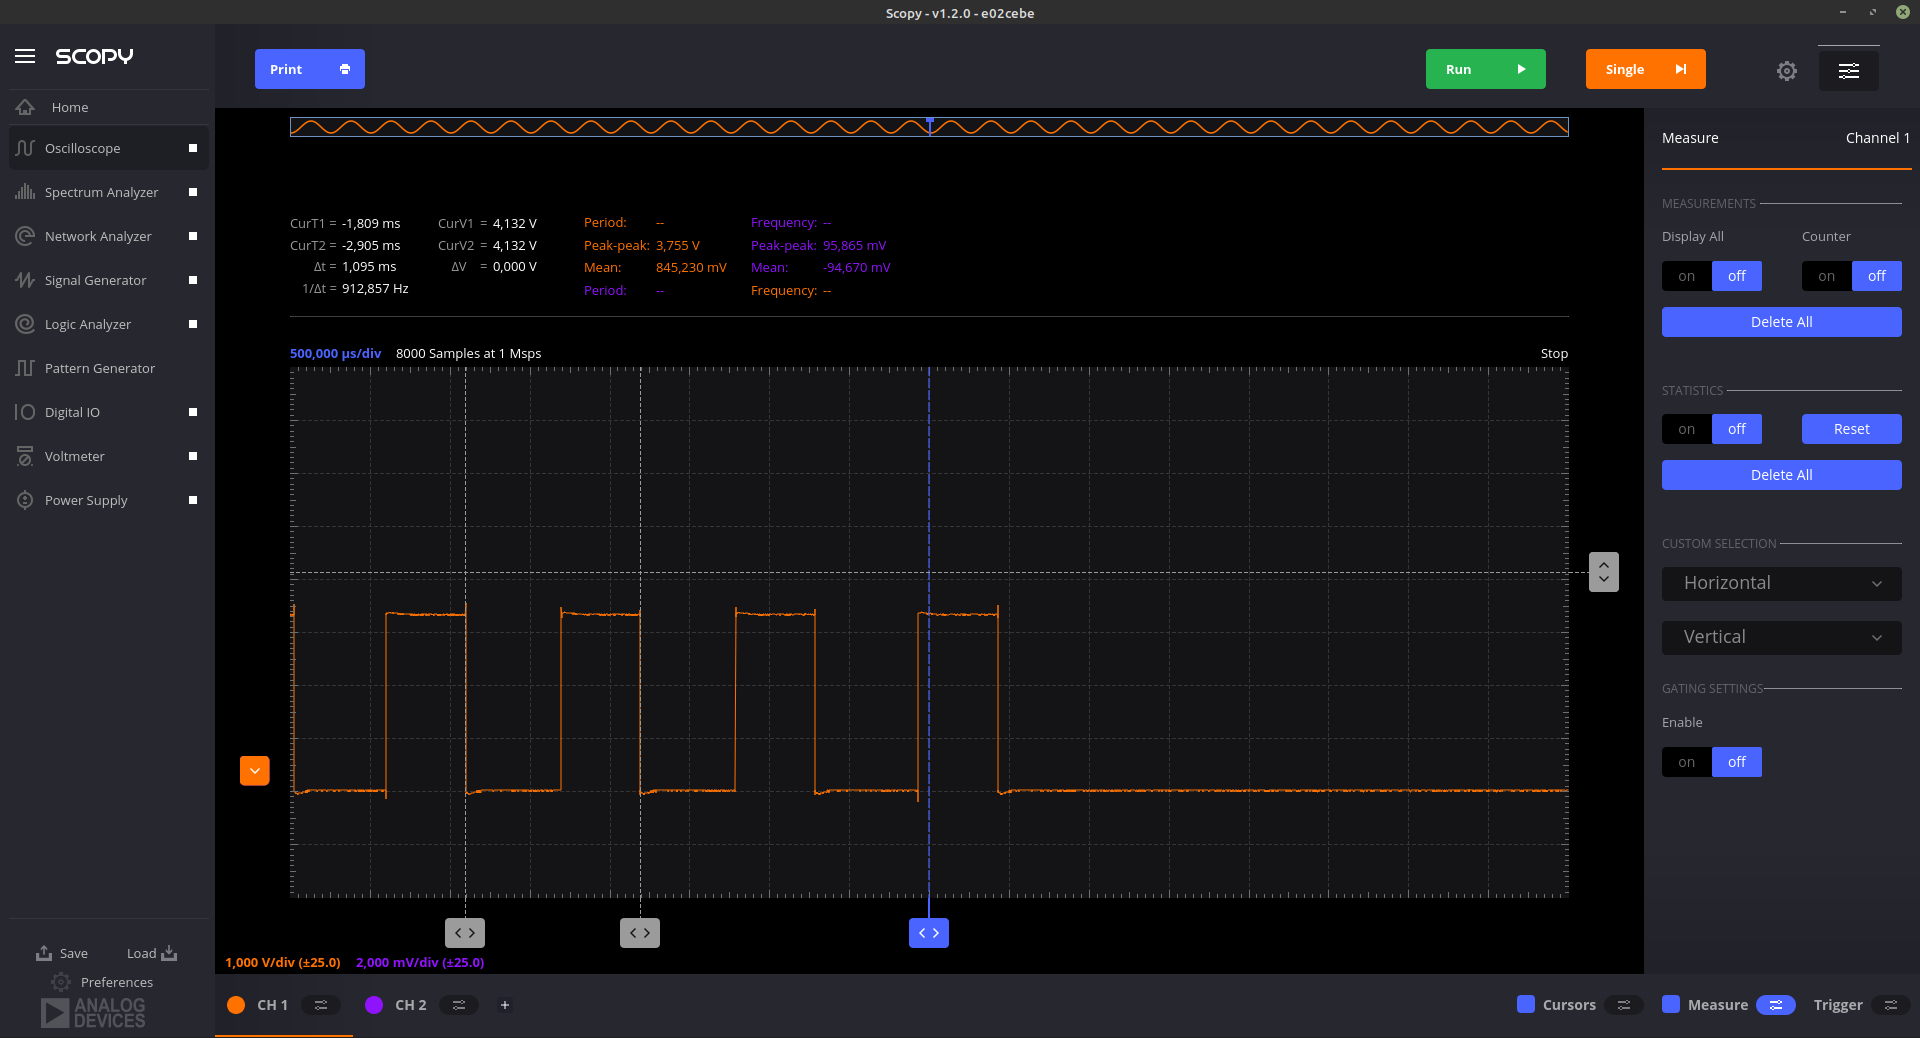 Scopy - v1.2.0 - e02cebe
SCOPY
Print
Run
Single
Home
Oscilloscope
Spectrum Analyzer
Network Analyzer
Signal Generator
Logic Analyzer
Pattern Generator
Digital IO
Voltmeter
Power Supply
Save Load
Preferences
ANALOG
DEVICES
CurT1 = -1,809 ms CurV1 = 4,132 V Period: -- Frequency: --
CurT2 = -2,905 ms CurV2 = 4,132 V Peak-peak: 3,755 V Peak-peak: 95,865 mV
Δt = 1,095 ms ΔV = 0,000 V Mean: 845,230 mV Mean: -94,670 mV
1/Δt = 912,857 Hz Period: -- Frequency: --
500,000 µs/div 8000 Samples at 1 Msps Stop
1,000 V/div (±25.0) 2,000 mV/div (±25.0)
CH 1 CH 2 +
Cursors Measure Trigger
Measure Channel 1
MEASUREMENTS
Display All Counter
on off on off
Delete All
STATISTICS
on off Reset
Delete All
CUSTOM SELECTION
Horizontal
Vertical
GATING SETTINGS
Enable
on off